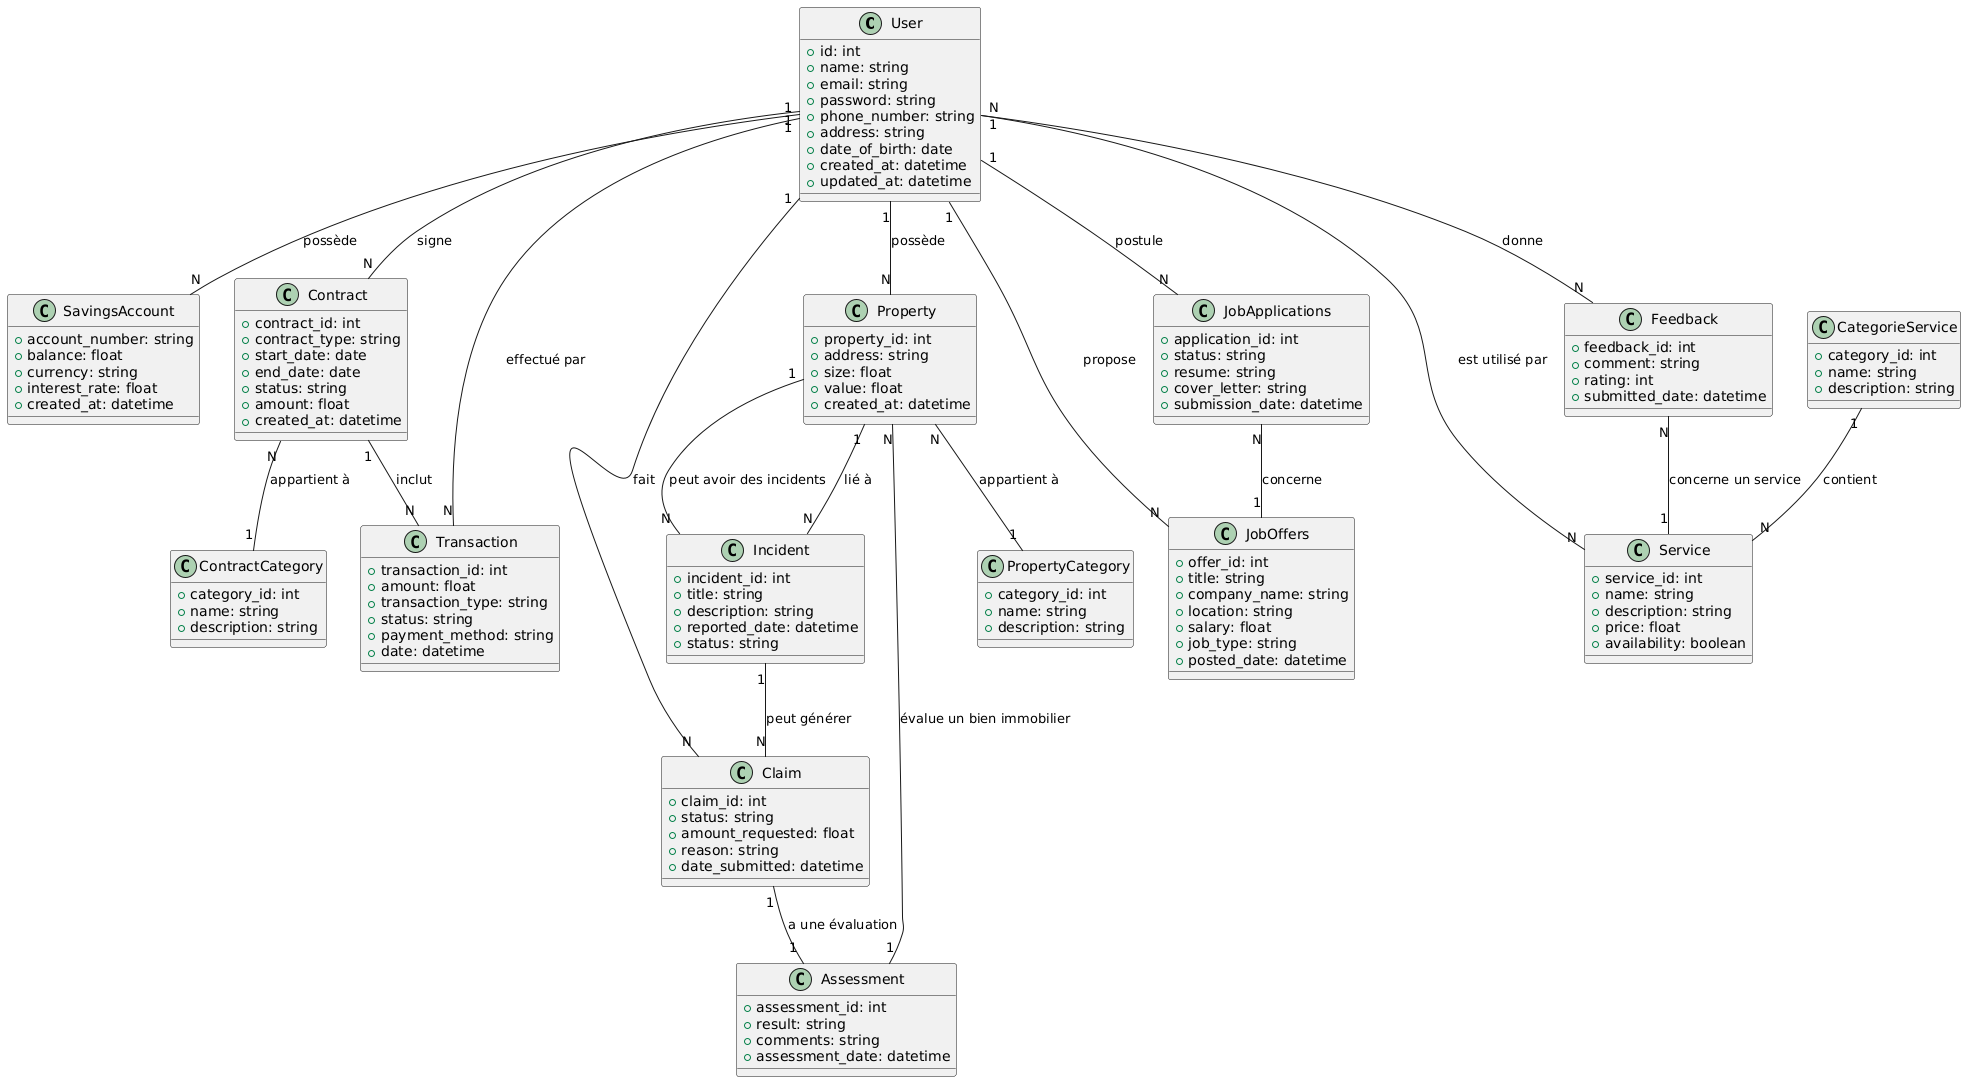 C User
id: int
name: string
email: string
password: string
phone_number: string
address: string
date_of_birth: date
created_at: datetime
updated_at: datetime
1
1
1
N
1
1
1
1
1
possède
signe
possède
postule
donne
N
N
N
N
N
C SavingsAccount
account_number: string
balance: float
currency: string
interest_rate: float
created_at: datetime
C Contract
contract_id: int
contract_type: string
start_date: date
end_date: date
status: string
amount: float
created_at: datetime
effectué par
C Property
property_id: int
address: string
size: float
value: float
created_at: datetime
propose
C JobApplications
application_id: int
status: string
resume: string
cover_letter: string
submission_date: datetime
est utilisé par
C Feedback
feedback_id: int
comment: string
rating: int
submitted_date: datetime
C CategorieService
category_id: int
name: string
description: string
1
N
1
1
N
N
N
N
1
appartient à
inclut
fait
peut avoir des incidents
lié à
appartient à
concerne
concerne un service
contient
1
N
N
N
N
1
1
N
N
1
N
C ContractCategory
category_id: int
name: string
description: string
C Transaction
transaction_id: int
amount: float
transaction_type: string
status: string
payment_method: string
date: datetime
C Incident
incident_id: int
title: string
description: string
reported_date: datetime
status: string
C PropertyCategory
category_id: int
name: string
description: string
C JobOffers
offer_id: int
title: string
company_name: string
location: string
salary: float
job_type: string
posted_date: datetime
C Service
service_id: int
name: string
description: string
price: float
availability: boolean
1
peut générer
évalue un bien immobilier
N
N
C Claim
claim_id: int
status: string
amount_requested: float
reason: string
date_submitted: datetime
1
a une évaluation
1
1
C Assessment
assessment_id: int
result: string
comments: string
assessment_date: datetime